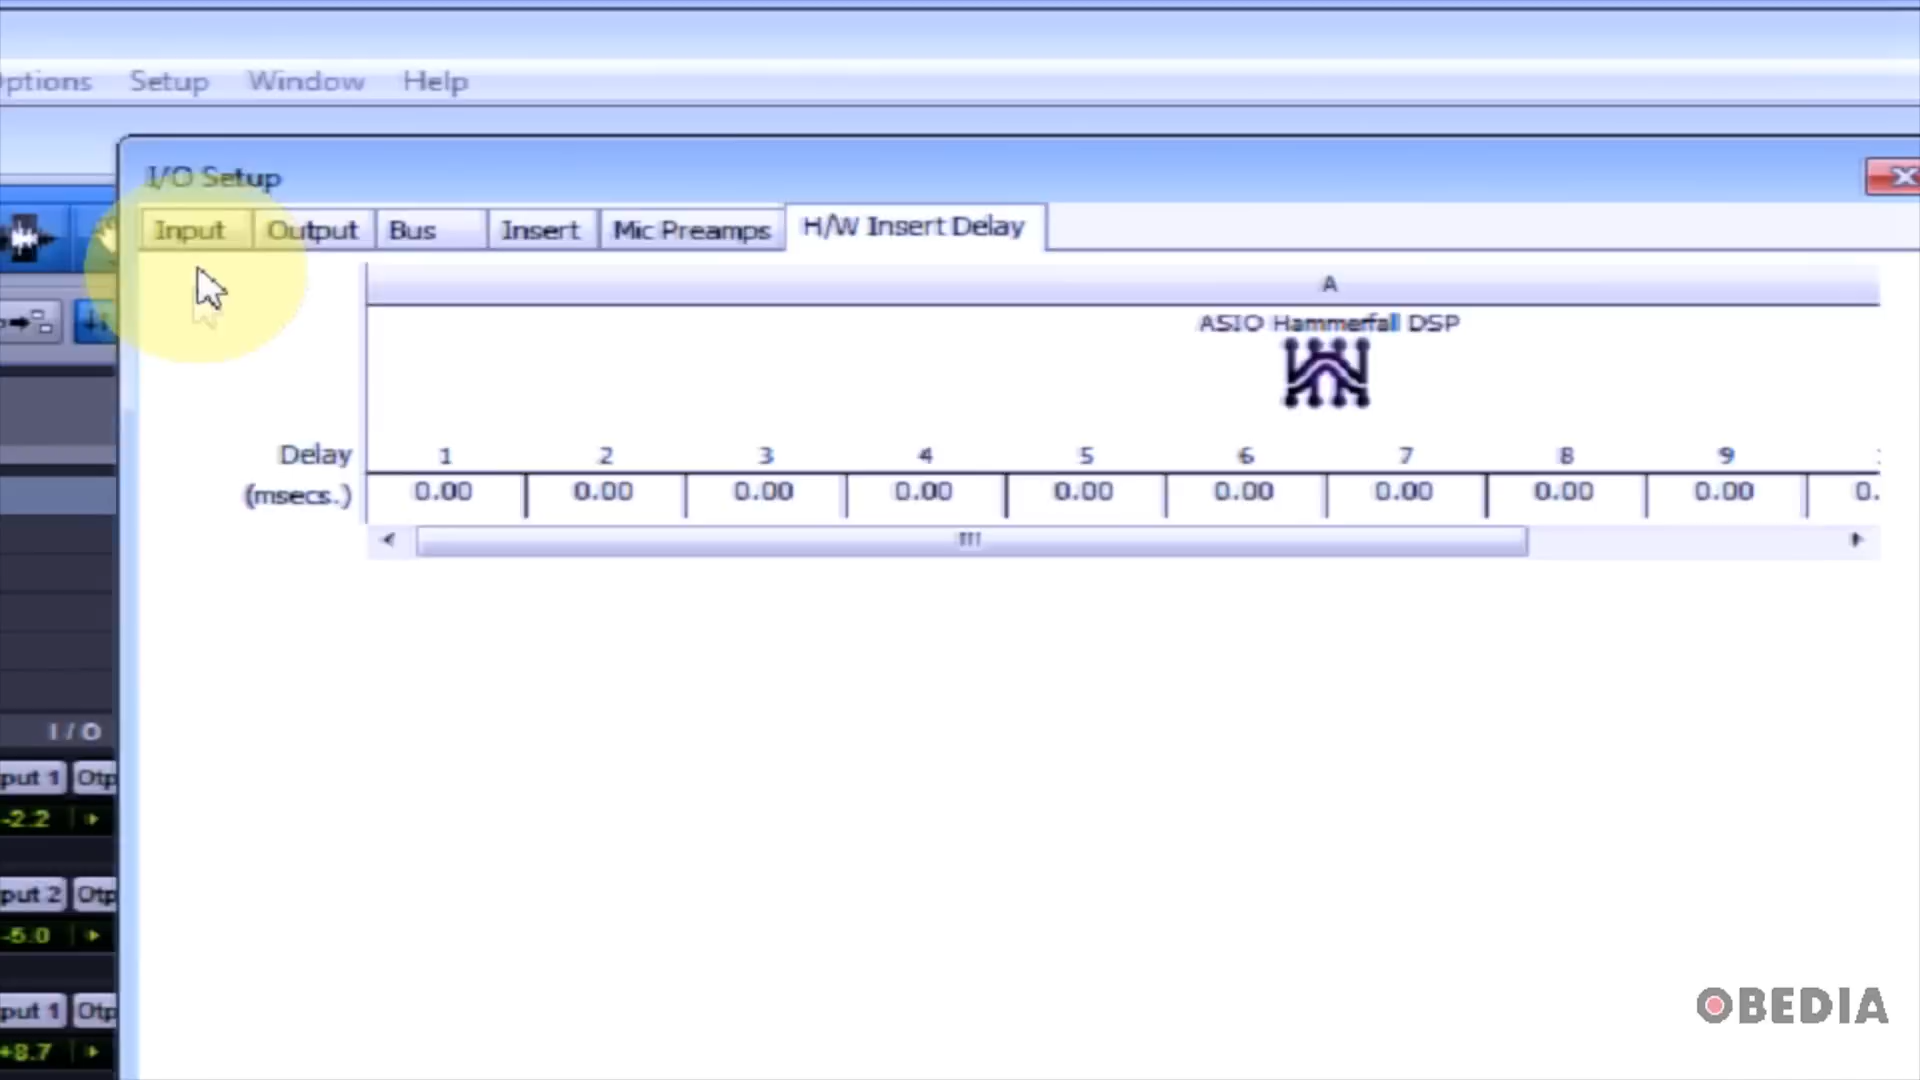 ptions Setup Window Help
I/O Setup
Input Output Bus Insert Mic Preamps H/W Insert Delay
A
ASIO Hammerfall DSP
Delay 1 2 3 4 5 6 7 8 9
(msecs.) 0.00 0.00 0.00 0.00 0.00 0.00 0.00 0.00 0.00 0.
I/O
put 1 Otp
-2.2
put 2 Otp
-5.0
put 1 Otp
+8.7
OBEDIA